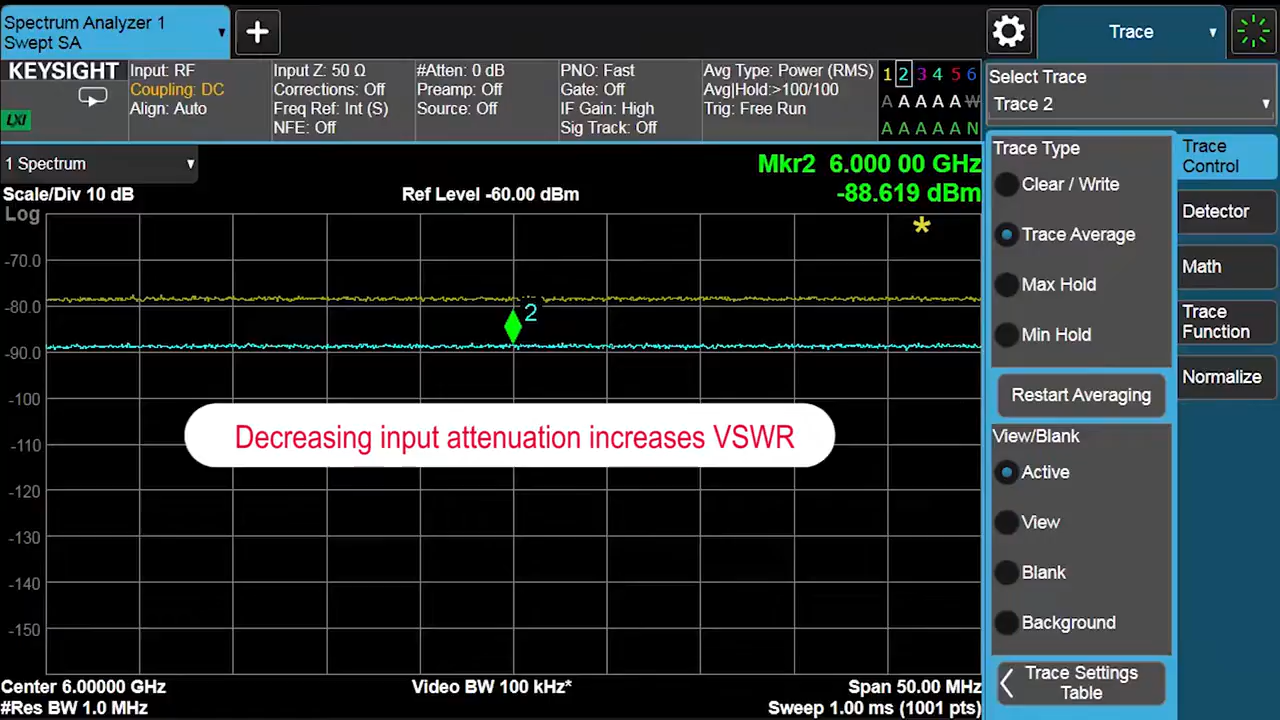 Spectrum Analyzer 1
Swept SA
+
Trace
KEYSIGHT
LXI
Input: RF
Coupling: DC
Align: Auto
Input Z: 50 Ω
Corrections: Off
Freq Ref: Int (S)
NFE: Off
#Atten: 0 dB
Preamp: Off
Source: Off
PNO: Fast
Gate: Off
IF Gain: High
Sig Track: Off
Avg Type: Power (RMS)
Avg|Hold:>100/100
Trig: Free Run
1 2 3 4 5 6
A A A A A W
A A A A A N
Select Trace
Trace 2
1 Spectrum
Mkr2 6.000 00 GHz
-88.619 dBm
Scale/Div 10 dB
Ref Level -60.00 dBm
Log
*
-70.0
-80.0
-90.0
-100
-110
-120
-130
-140
-150
2
Decreasing input attenuation increases VSWR
Center 6.00000 GHz
#Res BW 1.0 MHz
Video BW 100 kHz*
Span 50.00 MHz
Sweep 1.00 ms (1001 pts)
Trace Type
Clear / Write
Trace Average
Max Hold
Min Hold
Restart Averaging
View/Blank
Active
View
Blank
Background
Trace Settings
Table
Trace
Control
Detector
Math
Trace
Function
Normalize